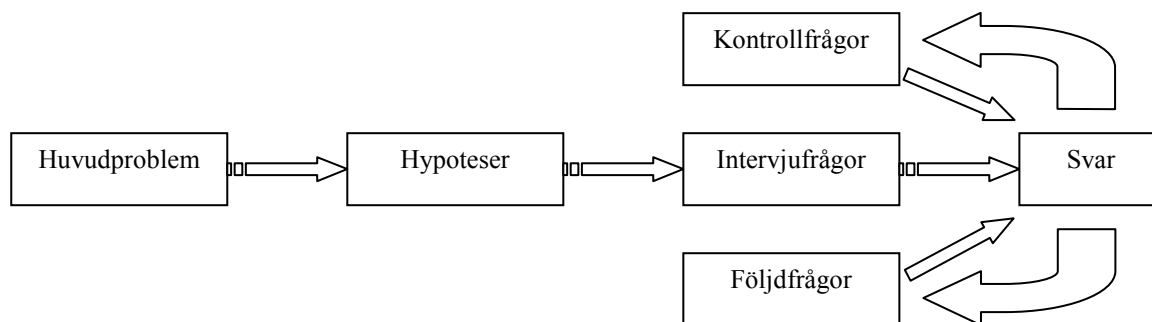 Kontrollfrågor
Huvudproblem
Hypoteser
Intervjufrågor
Svar
Följdfrågor